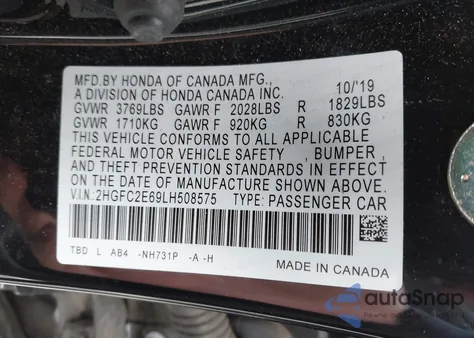 MFD.BY HONDA OF CANADA MFG.,
A DIVISION OF HONDA CANADA INC. 10/'19
GVWR 3769LBS GAWR F 2028LBS R 1829LBS
GVWR 1710KG GAWR F 920KG R 830KG
THIS VEHICLE CONFORMS TO ALL APPLICABLE
FEDERAL MOTOR VEHICLE SAFETY , BUMPER ,
AND THEFT PREVENTION STANDARDS IN EFFECT
ON THE DATE OF MANUFACTURE SHOWN ABOVE.
V.I.N: 2HGFC2E69LH508575 TYPE: PASSENGER CAR
TBD L AB4 -NH731P -A -H
MADE IN CANADA
autoSnap